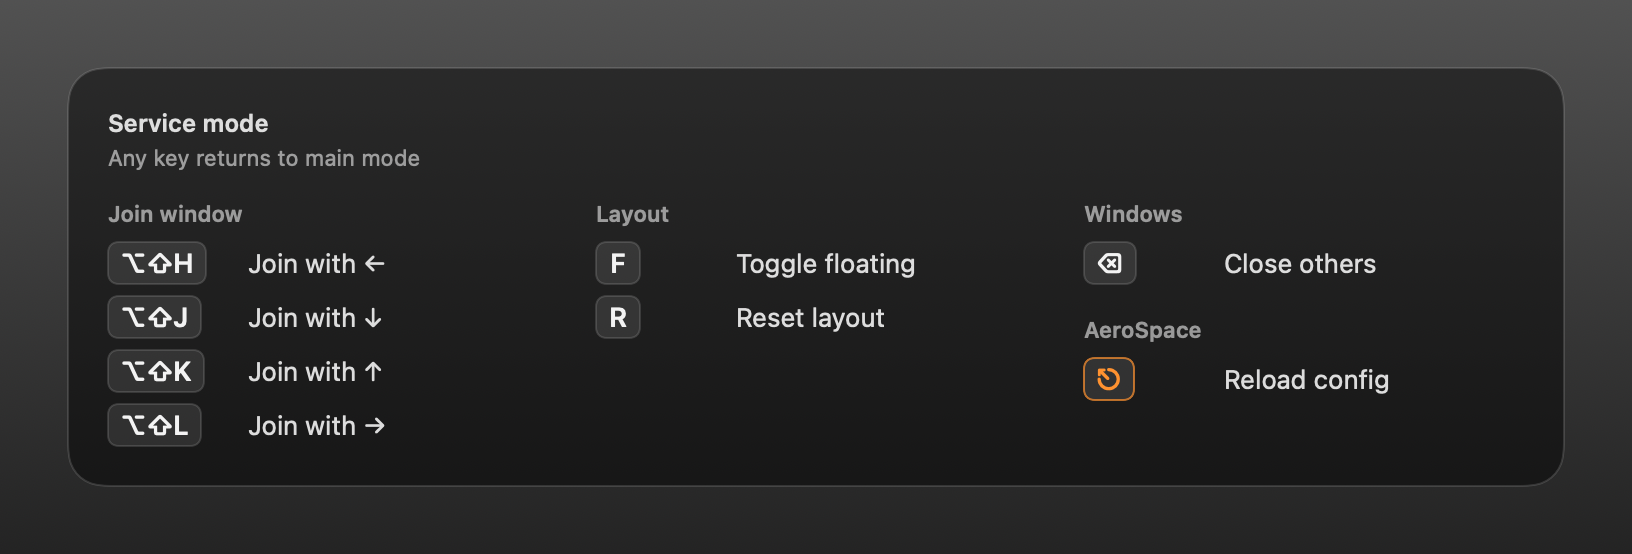 Service mode
Any key returns to main mode
Join window
⌥⇧H Join with ←
⌥⇧J Join with ↓
⌥⇧K Join with ↑
⌥⇧L Join with →
Layout
F Toggle floating
R Reset layout
Windows
⌫ Close others
AeroSpace
⎋ Reload config